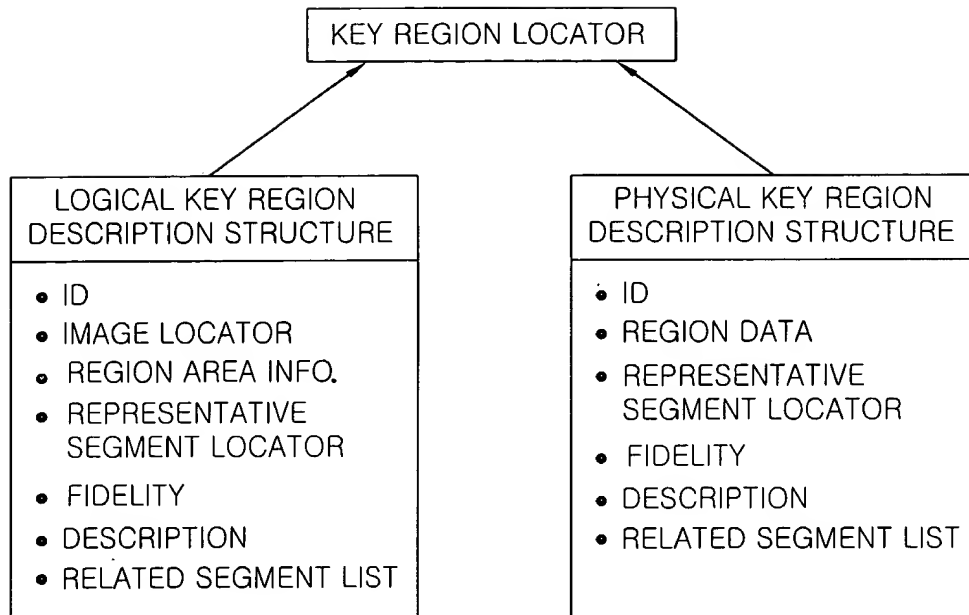 KEY REGION LOCATOR
LOGICAL KEY REGION
DESCRIPTION STRUCTURE
• ID
• IMAGE LOCATOR
• REGION AREA INFO.
• REPRESENTATIVE
SEGMENT LOCATOR
• FIDELITY
• DESCRIPTION
• RELATED SEGMENT LIST
PHYSICAL KEY REGION
DESCRIPTION STRUCTURE
• ID
• REGION DATA
• REPRESENTATIVE
SEGMENT LOCATOR
• FIDELITY
• DESCRIPTION
• RELATED SEGMENT LIST